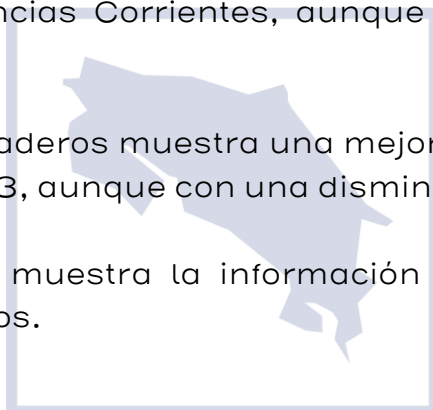 ncias Corrientes, aunque
aderos muestra una mejor
3, aunque con una dismin
muestra la información
os.